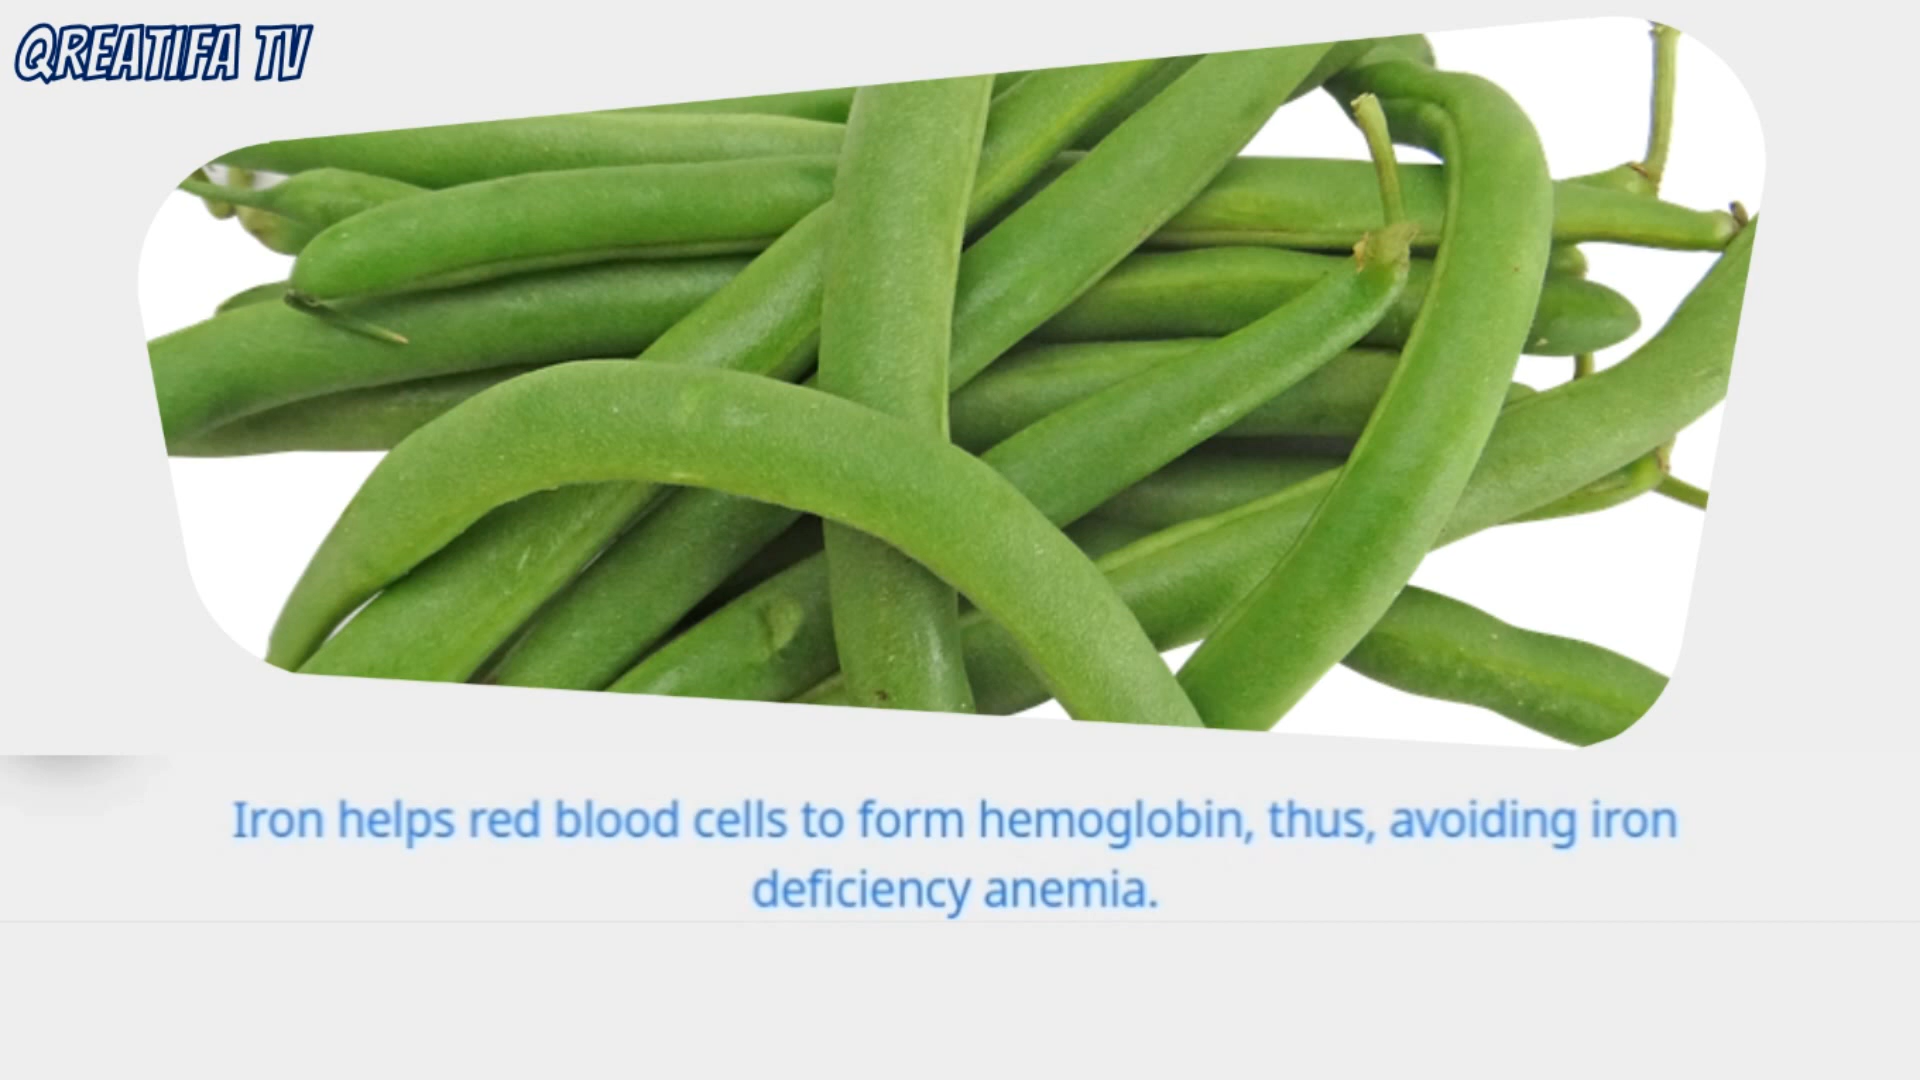 QREATIFA TV
Iron helps red blood cells to form hemoglobin, thus, avoiding iron
deficiency anemia.